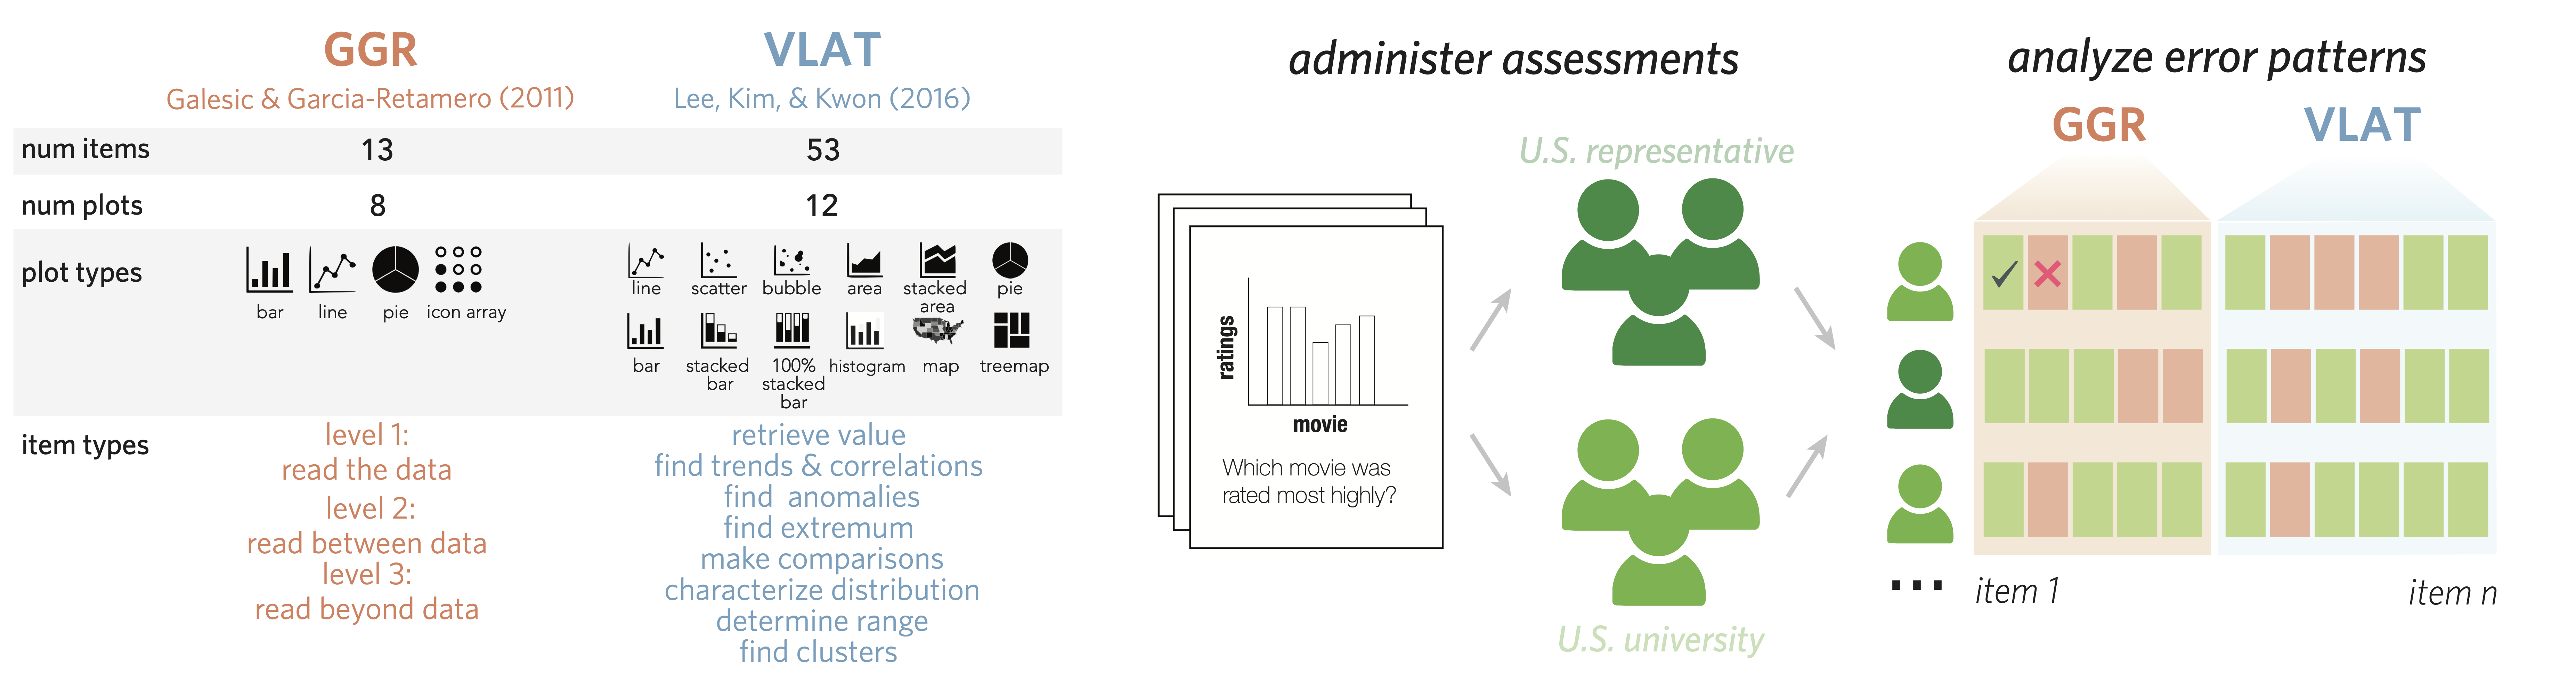 GGR
VLAT
Galesic & Garcia-Retamero (2011)
Lee, Kim, & Kwon (2016)
num items
13
53
num plots
8
12
plot types
bar
line
pie
icon array
line
scatter
bubble
area
stacked
area
pie
bar
stacked
bar
100%
stacked
bar
histogram
map
treemap
item types
level 1:
read the data
level 2:
read between data
level 3:
read beyond data
retrieve value
find trends & correlations
find anomalies
find extremum
make comparisons
characterize distribution
determine range
find clusters
administer assessments
ratings
movie
Which movie was
rated most highly?
U.S. representative
U.S. university
analyze error patterns
GGR
VLAT
...
item 1
item n